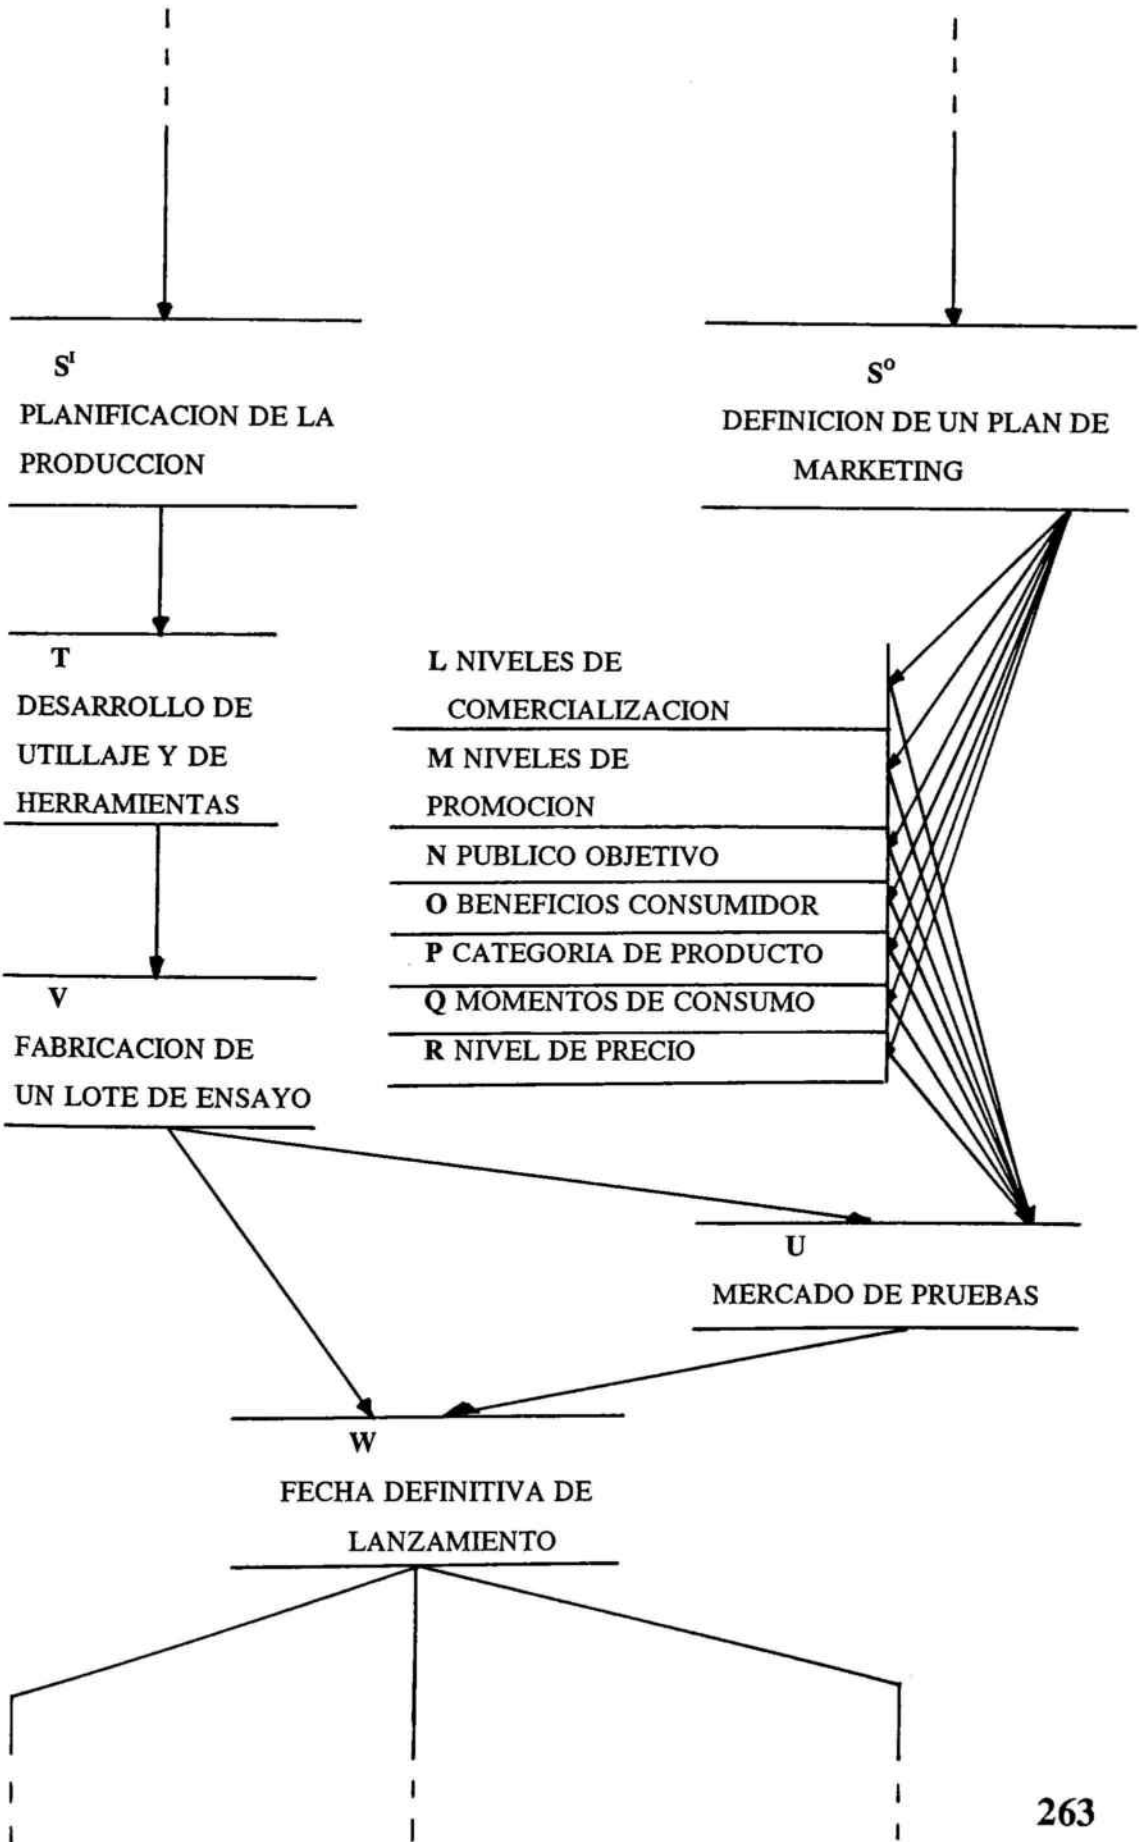 S^I
PLANIFICACION DE LA
PRODUCCION
S^o
DEFINICION DE UN PLAN DE
MARKETING
T
DESARROLLO DE
UTILLAJE Y DE
HERRAMIENTAS
L NIVELES DE
COMERCIALIZACION
M NIVELES DE
PROMOCION
N PUBLICO OBJETIVO
O BENEFICIOS CONSUMIDOR
P CATEGORIA DE PRODUCTO
Q MOMENTOS DE CONSUMO
R NIVEL DE PRECIO
V
FABRICACION DE
UN LOTE DE ENSAYO
U
MERCADO DE PRUEBAS
W
FECHA DEFINITIVA DE
LANZAMIENTO
263